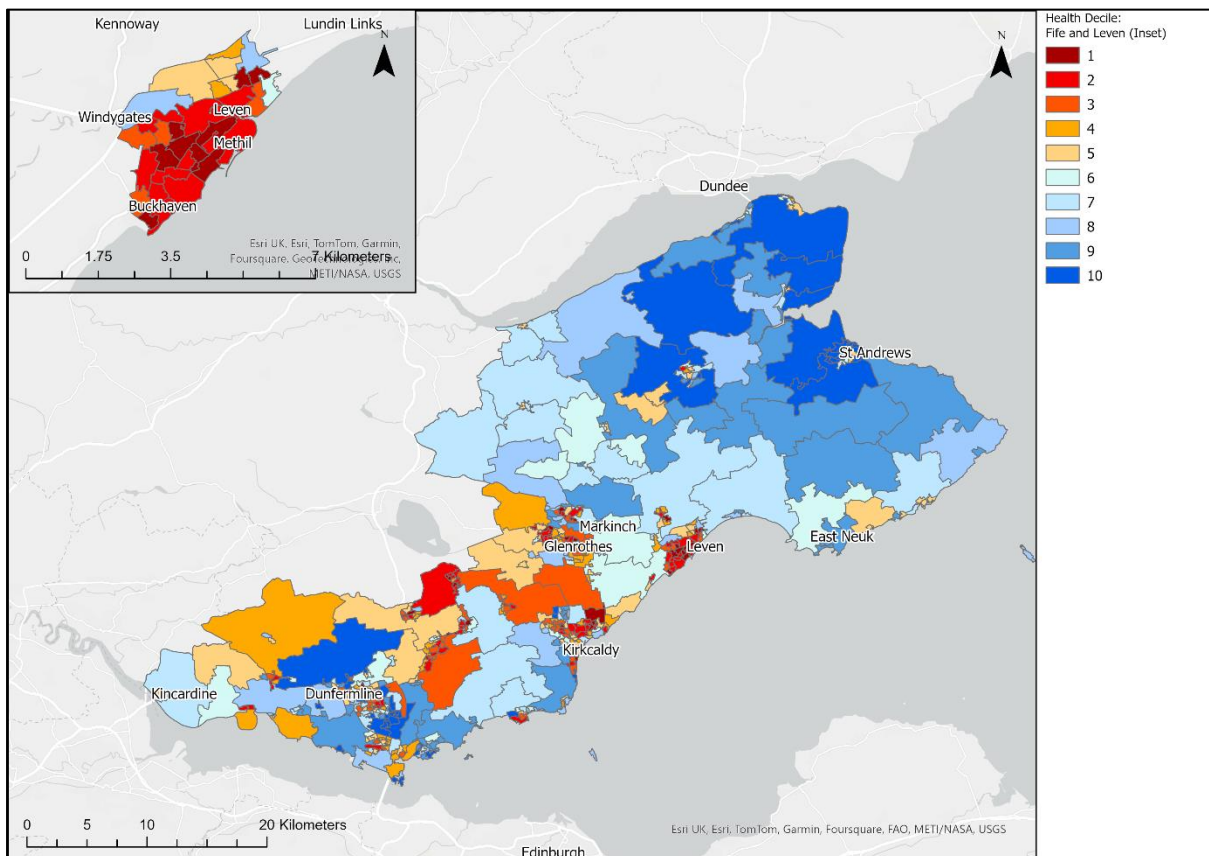 Kennoway
Lundin Links
N
Windygates
Leven
Methil
Buckhaven
Esri UK, Esri, TomTom, Garmin,
Foursquare, GeoTechnologies, Inc,
METI/NASA, USGS
0 1.75 3.5 7 Kilometers
N
Health Decile:
Fife and Leven (Inset)
1
2
3
4
5
6
7
8
9
10
Dundee
St Andrews
Markinch
Glenrothes
Leven
East Neuk
Kirkcaldy
Kincardine
Dunfermline
0 5 10 20 Kilometers
Esri UK, Esri, TomTom, Garmin, Foursquare, FAO, METI/NASA, USGS
Edinburgh